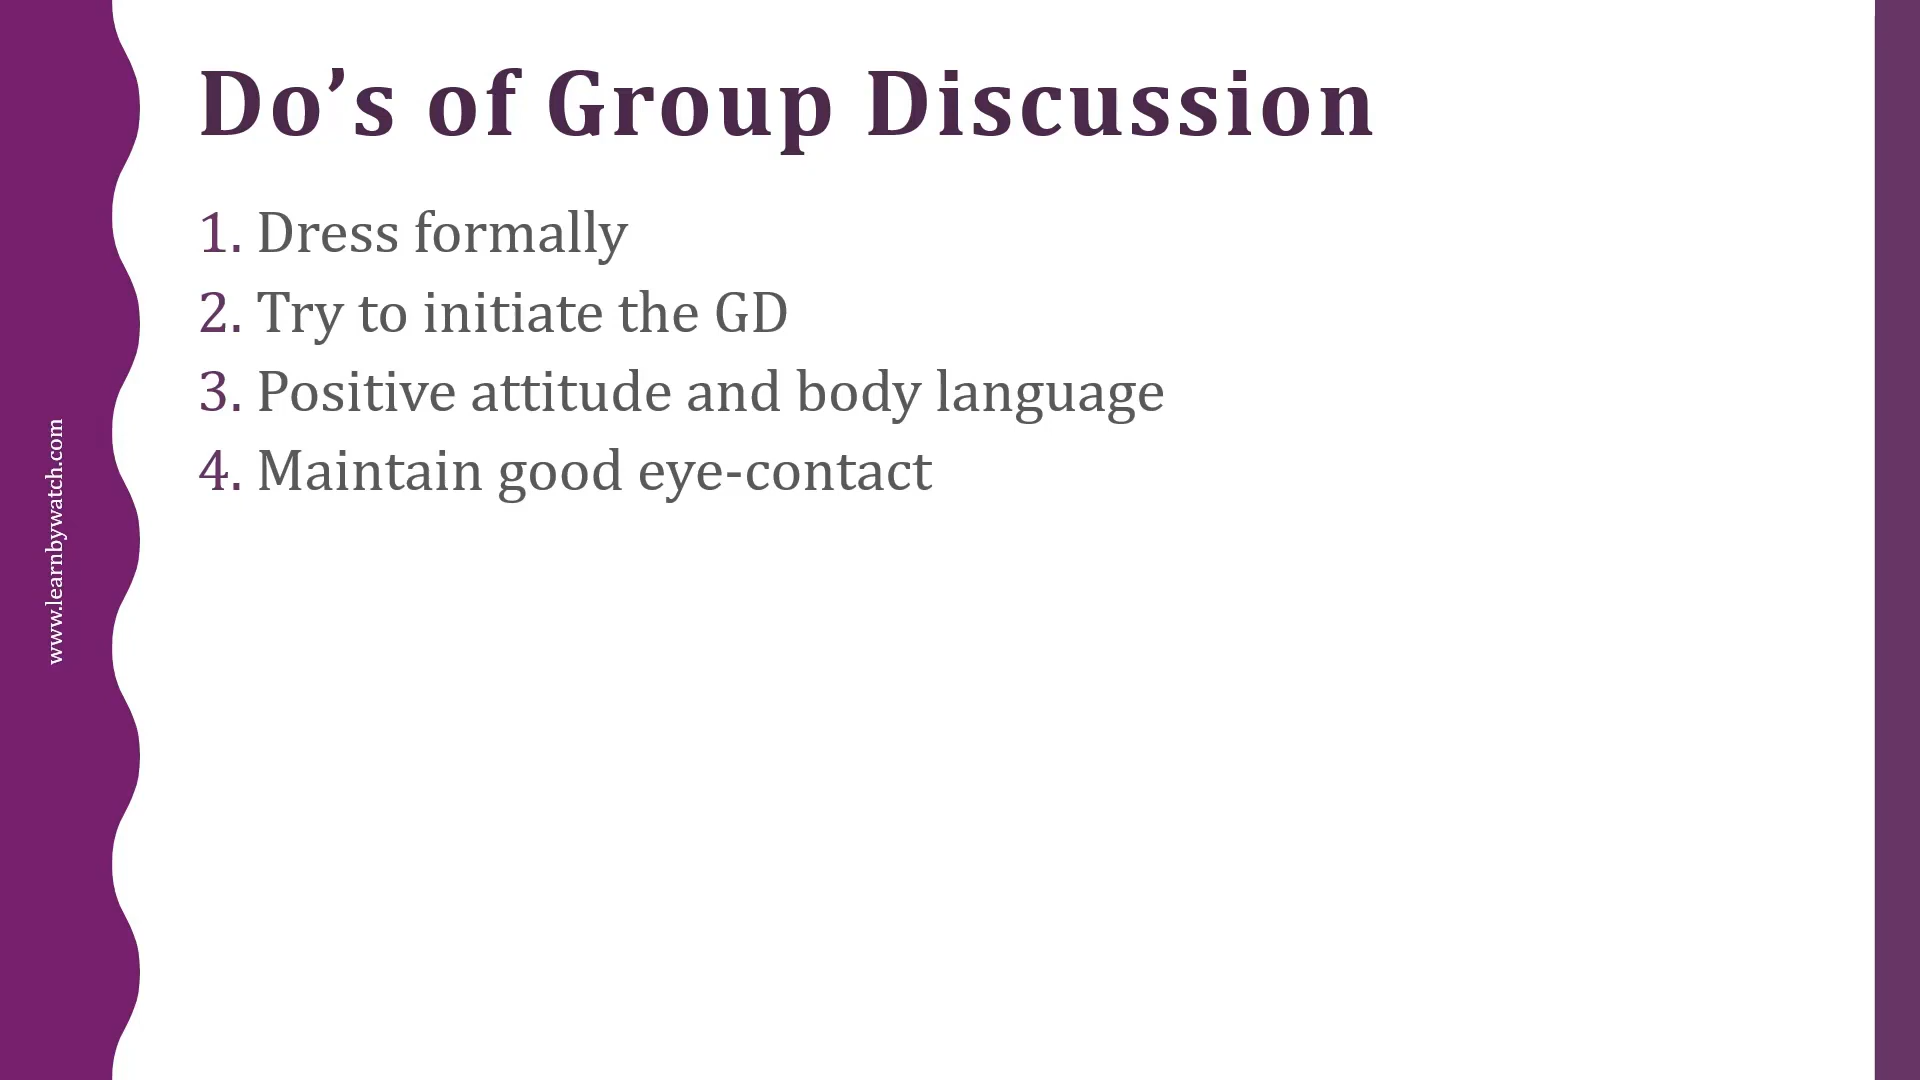 Do’s of Group Discussion
1. Dress formally
2. Try to initiate the GD
3. Positive attitude and body language
4. Maintain good eye-contact
www.learnbywatch.com